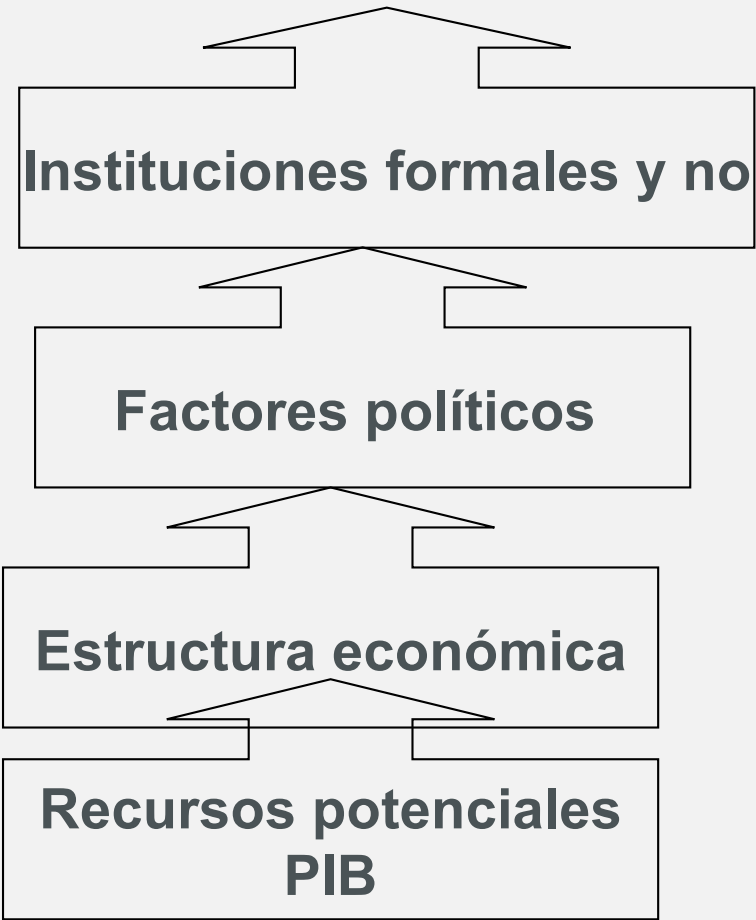 Instituciones formales y no
Factores políticos
Estructura económica
Recursos potenciales
PIB